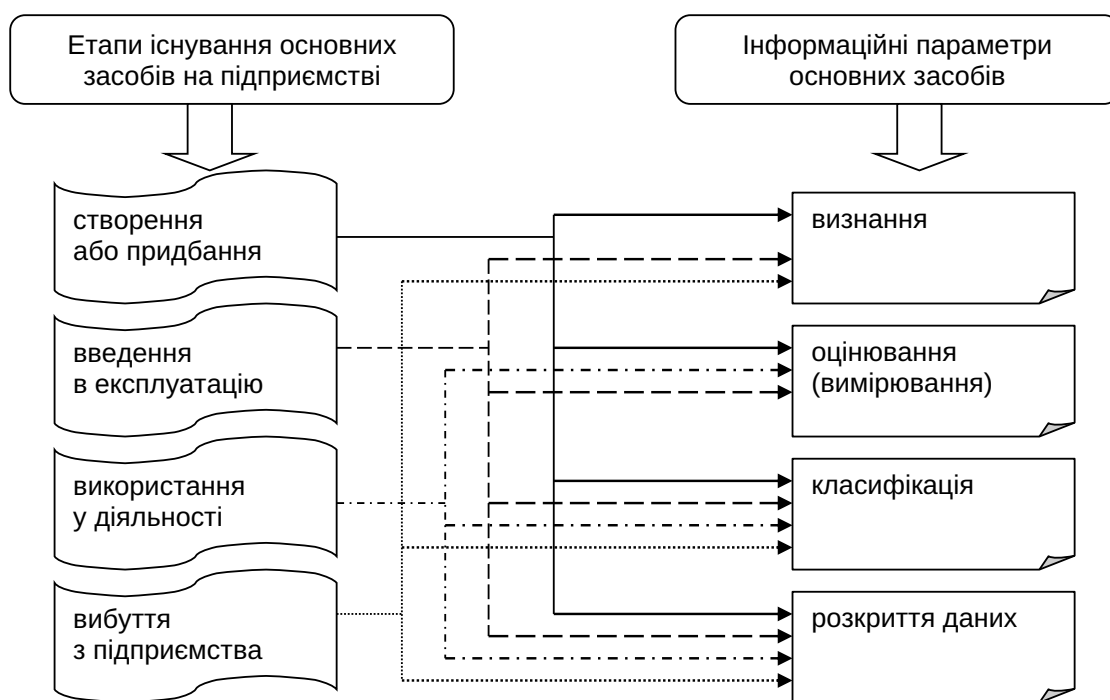 Етапи існування основних
засобів на підприємстві
Інформаційні параметри
основних засобів
створення
або придбання
введення
в експлуатацію
використання
у діяльності
вибуття
з підприємства
визнання
оцінювання
(вимірювання)
класифікація
розкриття даних